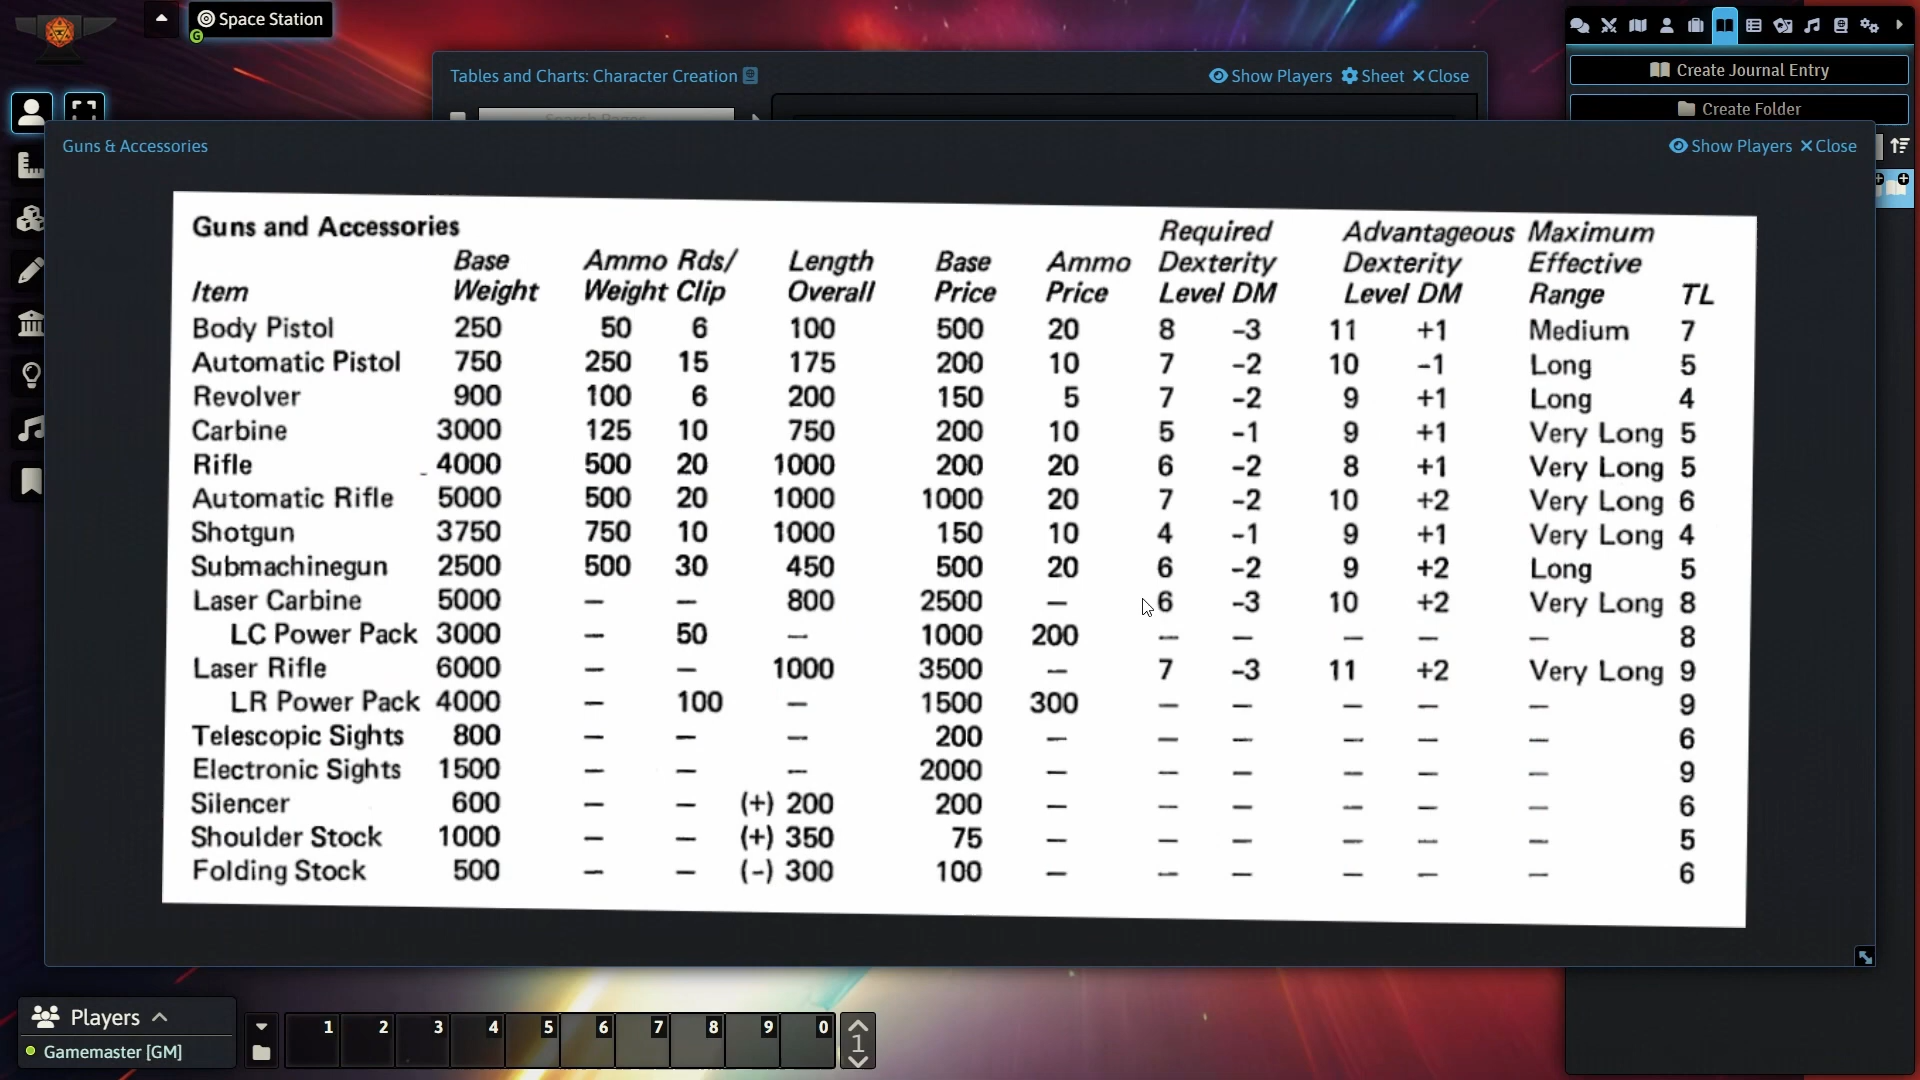 Space Station
G
Tables and Charts: Character Creation
Show Players Sheet Close
Create Journal Entry
Create Folder
Search Pages
Guns & Accessories
Show Players Close
Guns and Accessories
Item Base Weight Ammo Weight Rds/ Clip Length Overall Base Price Ammo Price Required Dexterity Level DM Advantageous Dexterity Level DM Maximum Effective Range TL
Body Pistol 250 50 6 100 500 20 8 -3 11 +1 Medium 7
Automatic Pistol 750 250 15 175 200 10 7 -2 10 -1 Long 5
Revolver 900 100 6 200 150 5 7 -2 9 +1 Long 4
Carbine 3000 125 10 750 200 10 5 -1 9 +1 Very Long 5
Rifle 4000 500 20 1000 200 20 6 -2 8 +1 Very Long 5
Automatic Rifle 5000 500 20 1000 1000 20 7 -2 10 +2 Very Long 6
Shotgun 3750 750 10 1000 150 10 4 -1 9 +1 Very Long 4
Submachinegun 2500 500 30 450 500 20 6 -2 9 +2 Long 5
Laser Carbine 5000 — — 800 2500 — 6 -3 10 +2 Very Long 8
LC Power Pack 3000 — 50 — 1000 200 — — — — — 8
Laser Rifle 6000 — — 1000 3500 — 7 -3 11 +2 Very Long 9
LR Power Pack 4000 — 100 — 1500 300 — — — — — 9
Telescopic Sights 800 — — — 200 — — — — — — 6
Electronic Sights 1500 — — — 2000 — — — — — — 9
Silencer 600 — — (+) 200 200 — — — — — — 6
Shoulder Stock 1000 — — (+) 350 75 — — — — — — 5
Folding Stock 500 — — (-) 300 100 — — — — — — 6
Players
Gamemaster [GM]
1 2 3 4 5 6 7 8 9 0
1